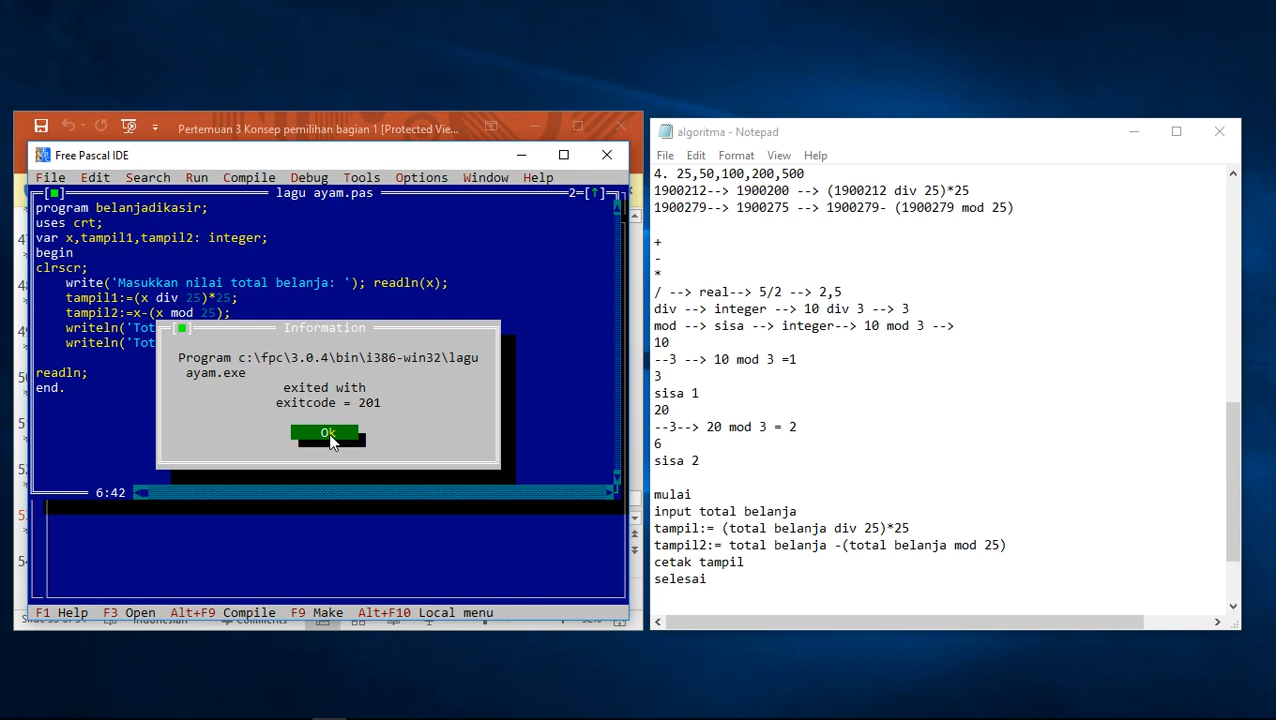 Pertemuan 3 Konsep pemilihan bagian 1 [Protected Vie...
Free Pascal IDE
File Edit Search Run Compile Debug Tools Options Window Help
lagu ayam.pas
2=[↑]
program belanjadikasir;
uses crt;
var x,tampil1,tampil2: integer;
begin
clrscr;
write('Masukkan nilai total belanja: '); readln(x);
tampil1:=(x div 25)*25;
tampil2:=x-(x mod 25);
writeln('Tot
writeln('Tot
readln;
end.
Information
Program c:\fpc\3.0.4\bin\i386-win32\lagu
ayam.exe
exited with
exitcode = 201
Ok
6:42
F1 Help F3 Open Alt+F9 Compile F9 Make Alt+F10 Local menu
algoritma - Notepad
File Edit Format View Help
4. 25,50,100,200,500
1900212--> 1900200 --> (1900212 div 25)*25
1900279--> 1900275 --> 1900279- (1900279 mod 25)
+
-
*
/ --> real--> 5/2 --> 2,5
div --> integer --> 10 div 3 --> 3
mod --> sisa --> integer--> 10 mod 3 -->
10
--3 --> 10 mod 3 =1
3
sisa 1
20
--3--> 20 mod 3 = 2
6
sisa 2
mulai
input total belanja
tampil:= (total belanja div 25)*25
tampil2:= total belanja -(total belanja mod 25)
cetak tampil
selesai